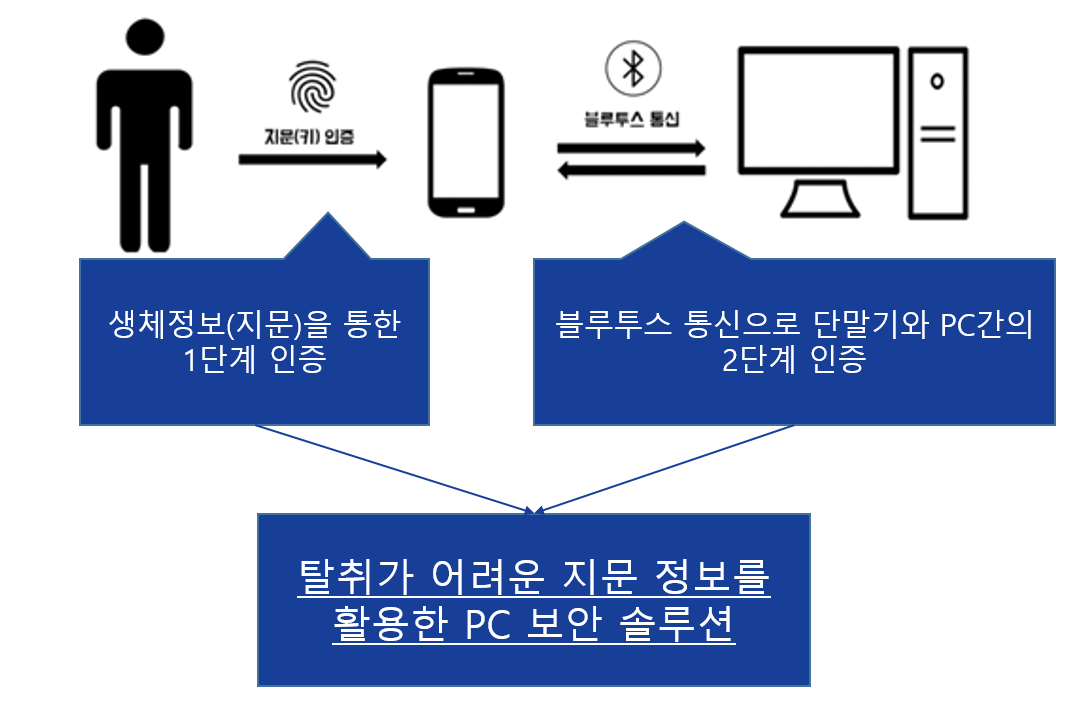 지문(키) 인증
블루투스 통신
생체정보(지문)을 통한
1단계 인증
블루투스 통신으로 단말기와 PC간의
2단계 인증
탈취가 어려운 지문 정보를
활용한 PC 보안 솔루션